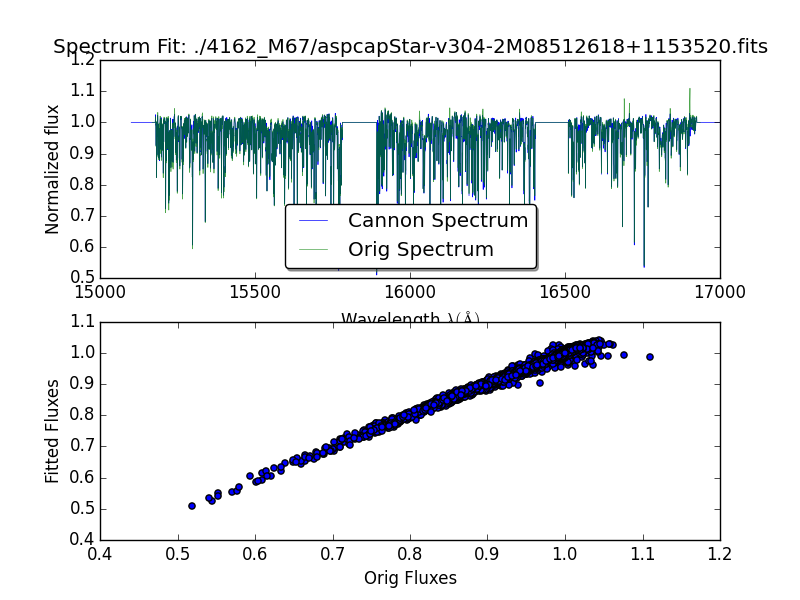 Spectrum Fit: ./4162_M67/aspcapStar-v304-2M08512618+1153520.fits
1.2
1.1
1.0
0.9
0.8
0.7
0.6
0.5
Normalized flux
Cannon Spectrum
Orig Spectrum
15000 15500 16000 16500 17000
Wavelength λ(Å)
1.1
1.0
0.9
0.8
0.7
0.6
0.5
0.4
Fitted Fluxes
0.4 0.5 0.6 0.7 0.8 0.9 1.0 1.1 1.2
Orig Fluxes